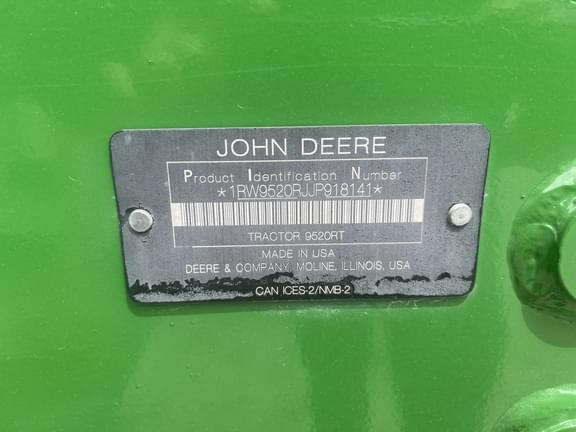 JOHN DEERE
Product Identification Number
*1RW9520RJJP918141*
TRACTOR 9520RT
MADE IN USA
DEERE & COMPANY, MOLINE, ILLINOIS, USA
CAN ICES-2/NMB-2